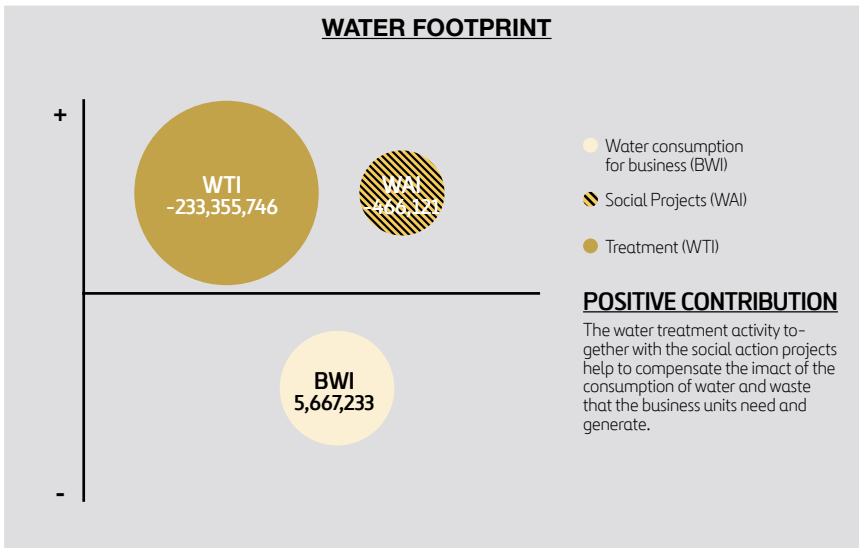 WATER FOOTPRINT
+
WTI
-233,355,746
WAI
-466,121
BWI
5,667,233
-
Water consumption
for business (BWI)
Social Projects (WAI)
Treatment (WTI)
POSITIVE CONTRIBUTION
The water treatment activity to-
gether with the social action projects
help to compensate the imact of the
consumption of water and waste
that the business units need and
generate.